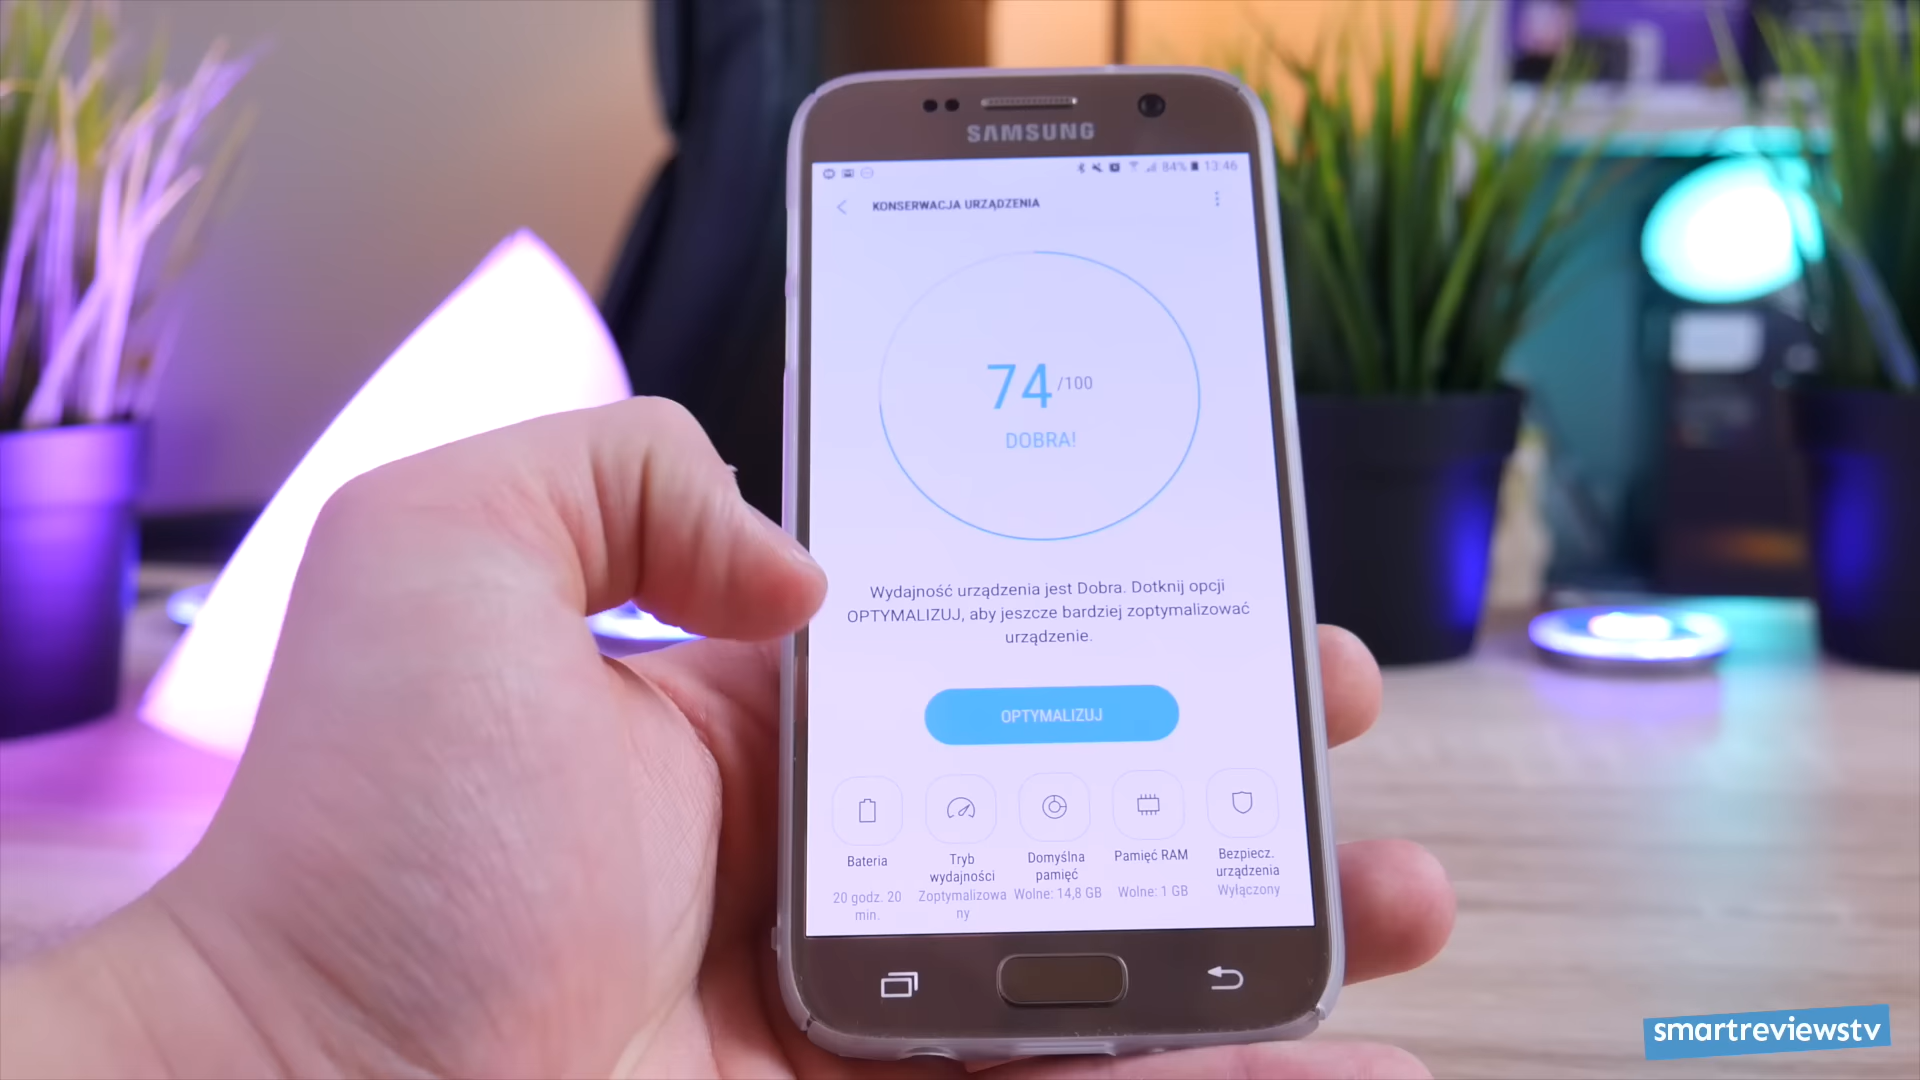 SAMSUNG
84% 13:46
KONSERWACJA URZĄDZENIA
74 /100
DOBRA!
Wydajność urządzenia jest Dobra. Dotknij opcji
OPTYMALIZUJ, aby jeszcze bardziej zoptymalizować
urządzenie.
OPTYMALIZUJ
Bateria
20 godz. 20
min.
Tryb
wydajności
Zoptymalizowa
ny
Domyślna
pamięć
Wolne: 14,8 GB
Pamięć RAM
Wolne: 1 GB
Bezpiecz.
urządzenia
Wyłączony
smartreviewstv